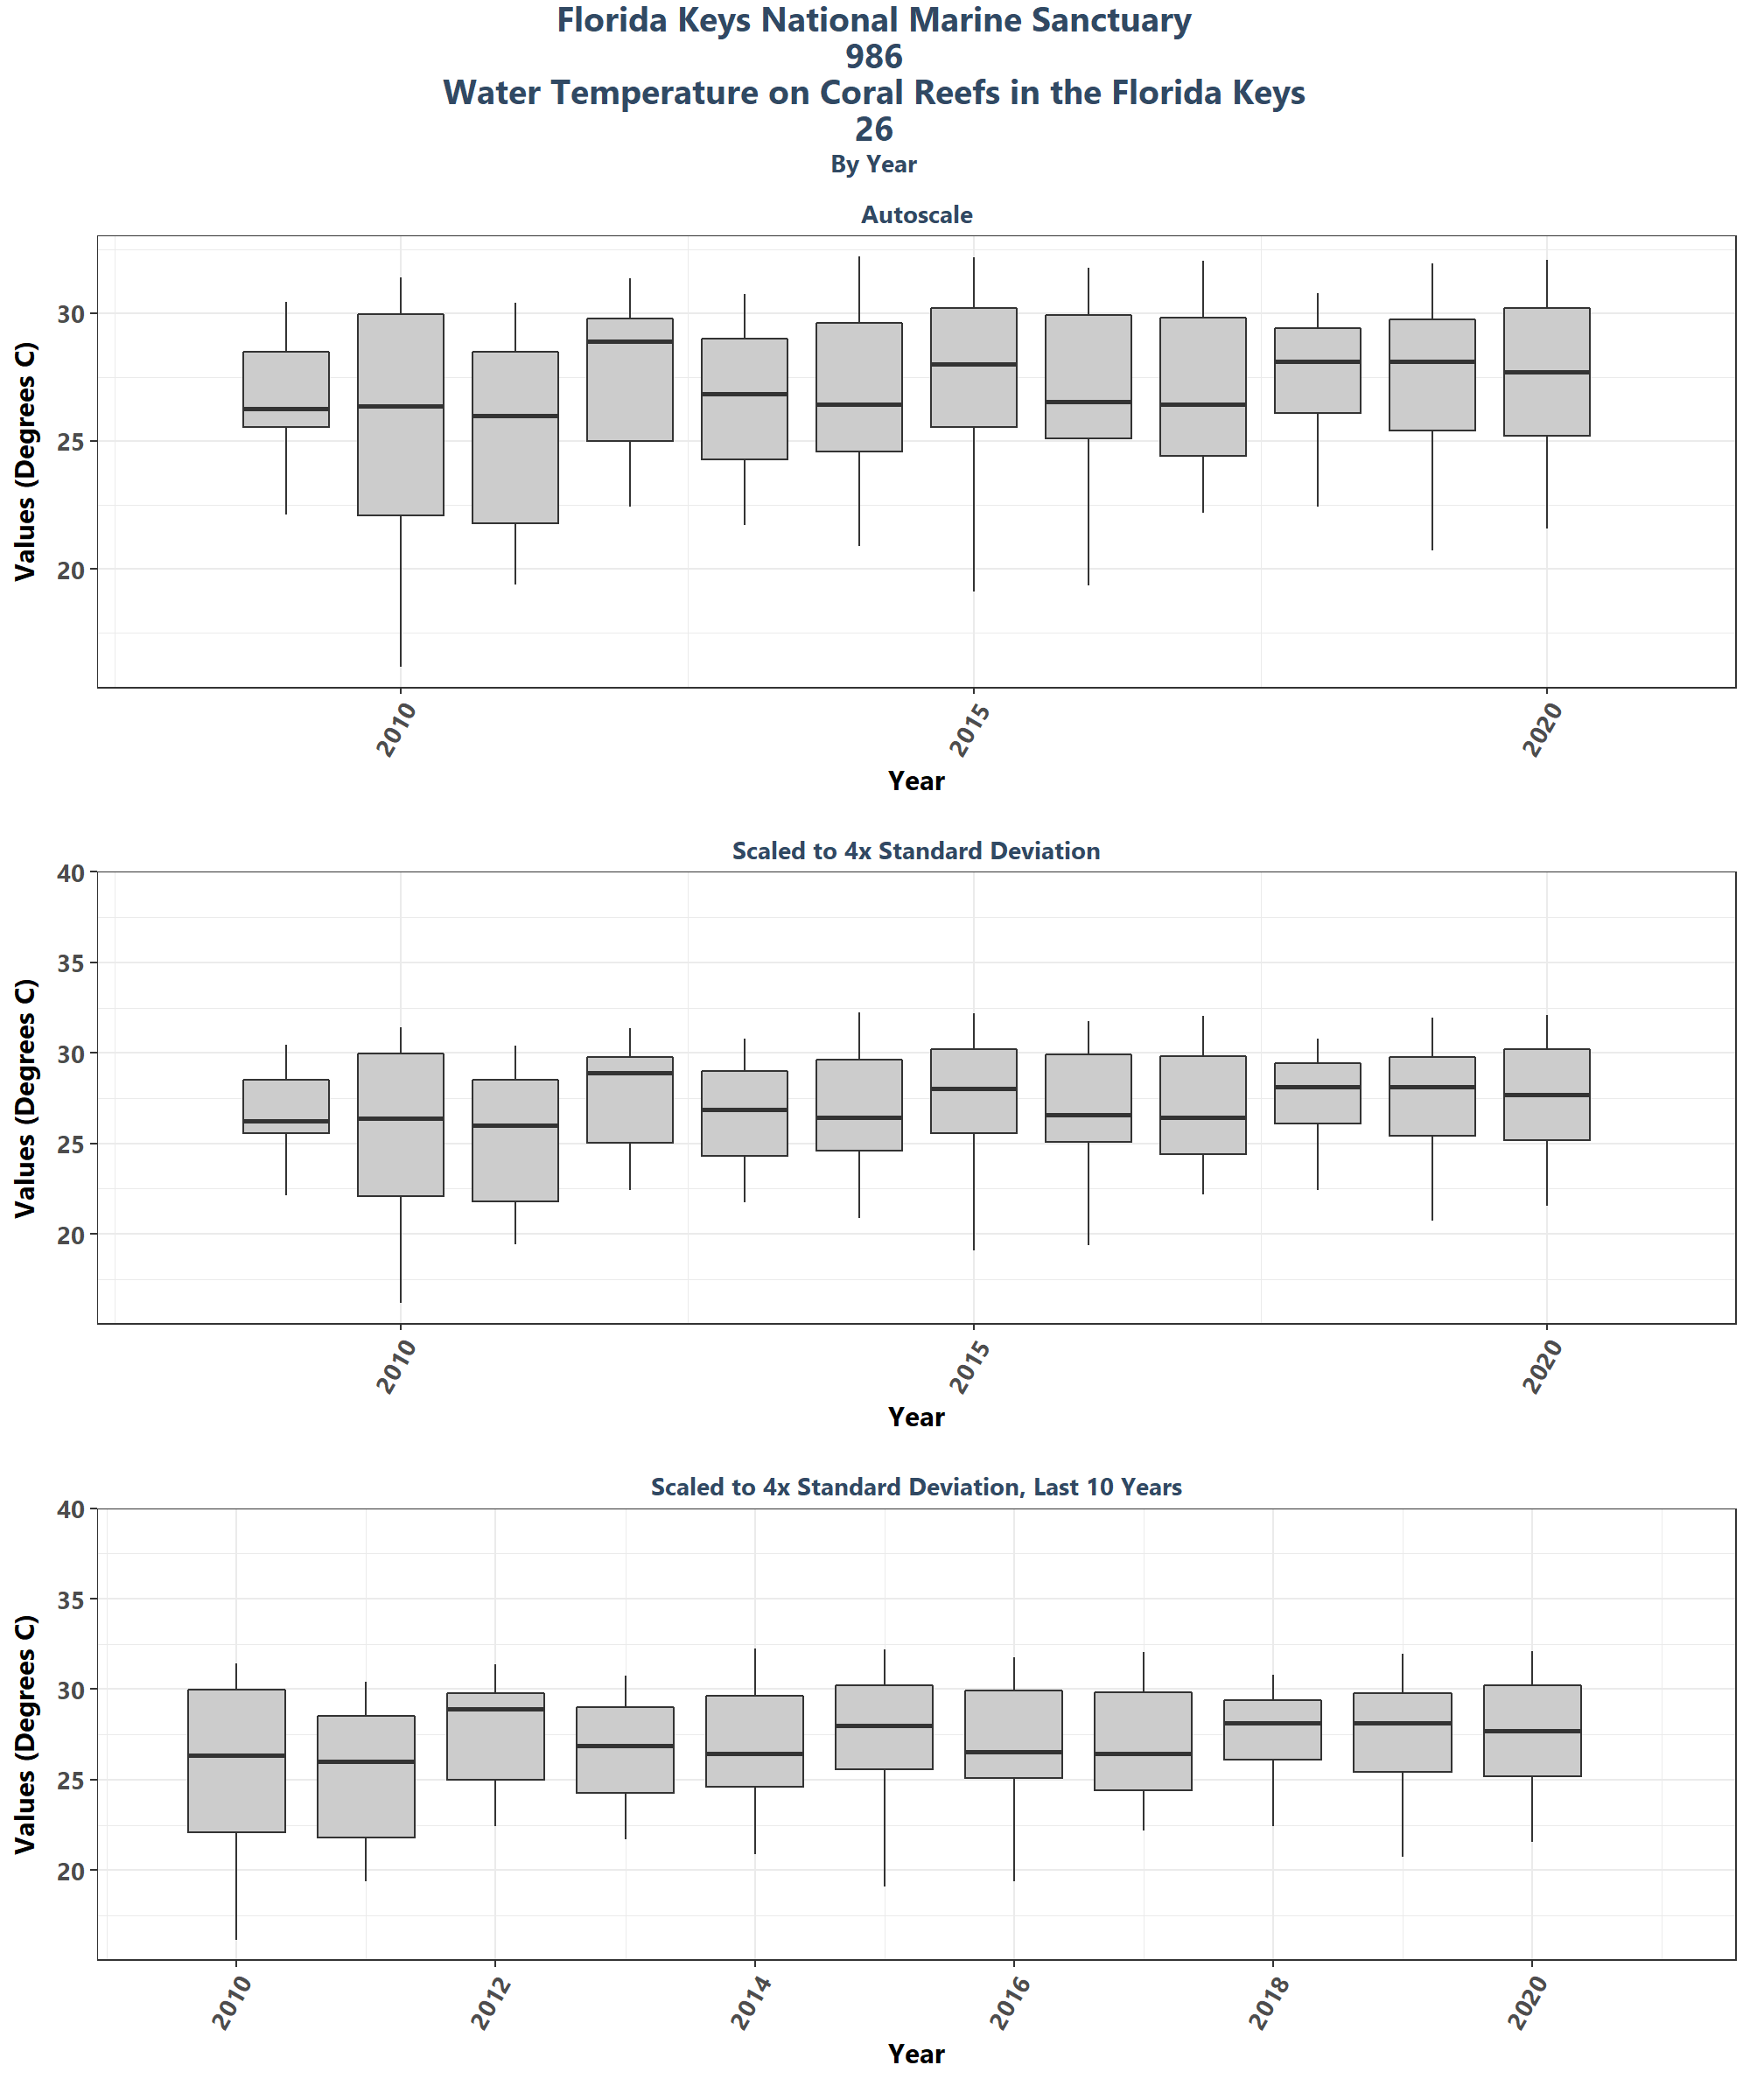 Florida Keys National Marine Sanctuary
986
Water Temperature on Coral Reefs in the Florida Keys
26
By Year
Autoscale
Values (Degrees C)
30
25
20
2010
2015
2020
Year
Scaled to 4x Standard Deviation
Values (Degrees C)
40
35
30
25
20
2010
2015
2020
Year
Scaled to 4x Standard Deviation, Last 10 Years
Values (Degrees C)
40
35
30
25
20
2010
2012
2014
2016
2018
2020
Year